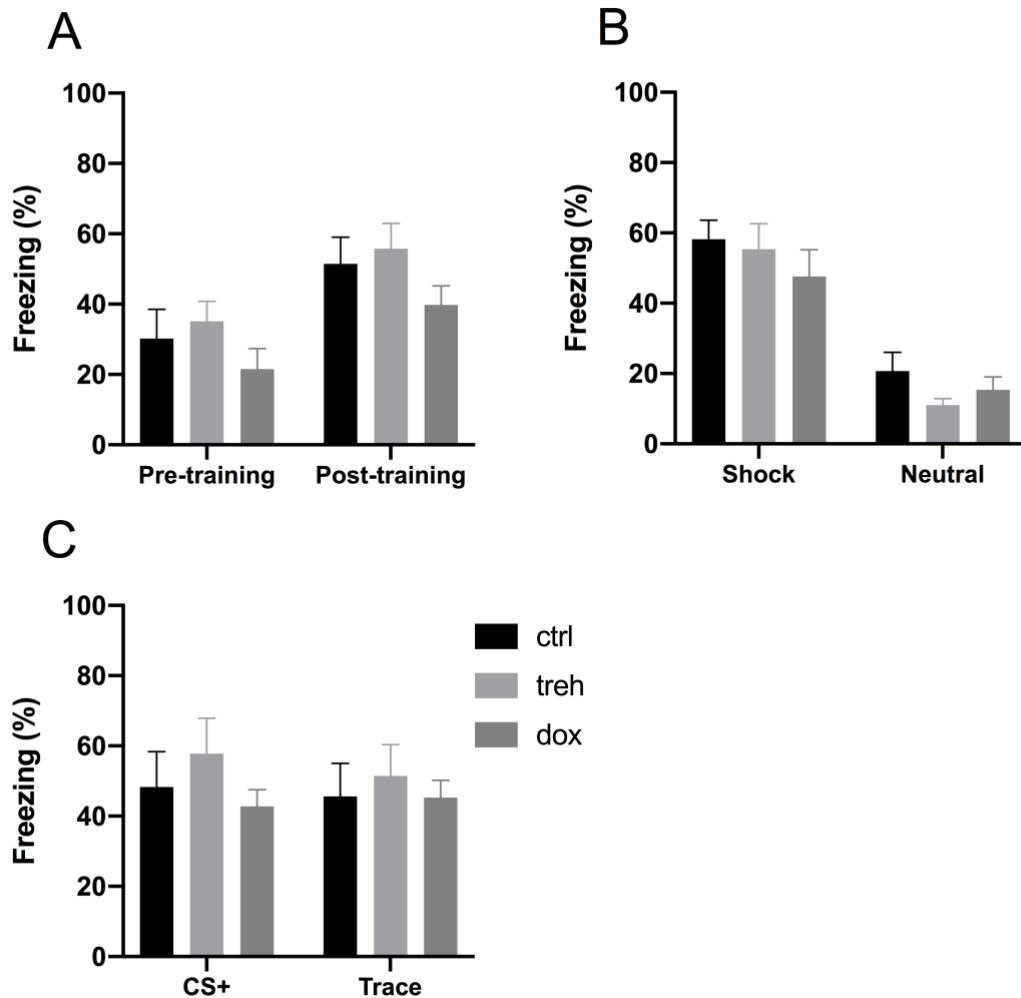 A
Freezing (%)
100
80
60
40
20
0
Pre-training Post-training
B
Freezing (%)
100
80
60
40
20
0
Shock Neutral
C
Freezing (%)
100
80
60
40
20
0
CS+ Trace
ctrl
treh
dox